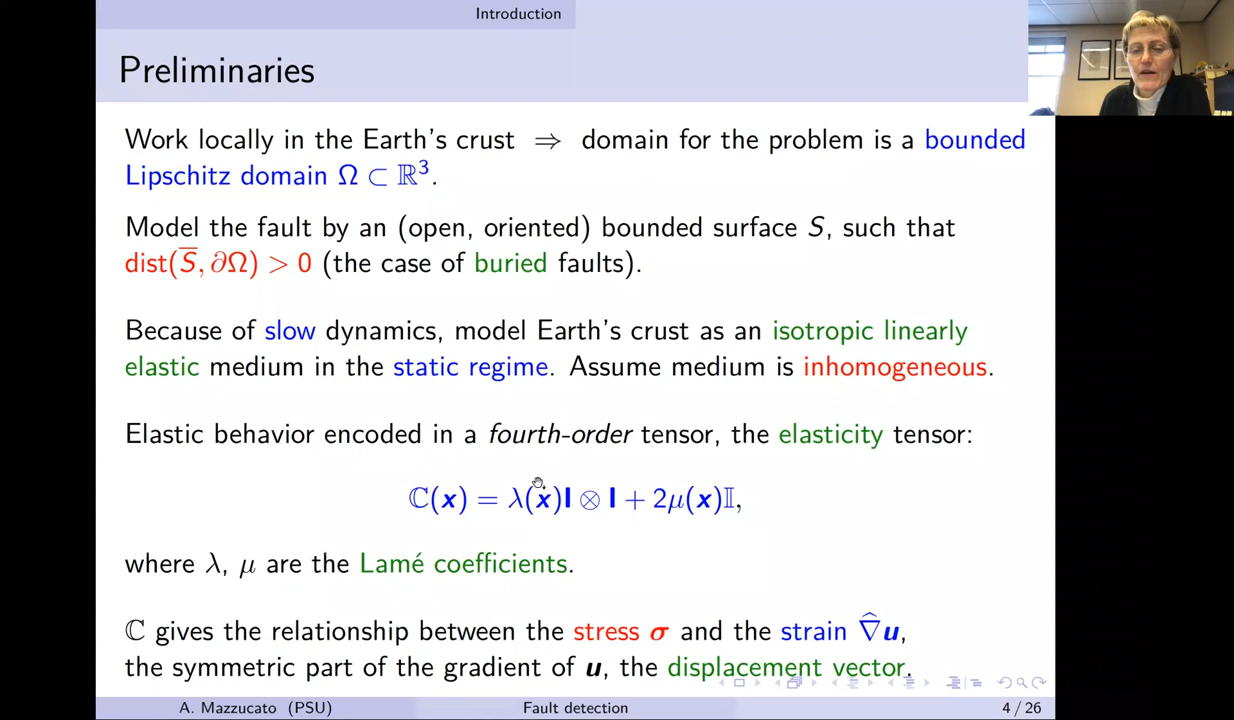 Introduction
Preliminaries
Work locally in the Earth's crust ⇒ domain for the problem is a bounded
Lipschitz domain Ω ⊂ ℝ³.
Model the fault by an (open, oriented) bounded surface S, such that
dist(S̅, ∂Ω) > 0 (the case of buried faults).
Because of slow dynamics, model Earth's crust as an isotropic linearly
elastic medium in the static regime. Assume medium is inhomogeneous.
Elastic behavior encoded in a fourth-order tensor, the elasticity tensor:
ℂ(x) = λ(x)I ⊗ I + 2μ(x)𝕀,
where λ, μ are the Lamé coefficients.
ℂ gives the relationship between the stress σ and the strain ∇̂u,
the symmetric part of the gradient of u, the displacement vector.
A. Mazzucato (PSU) Fault detection 4 / 26